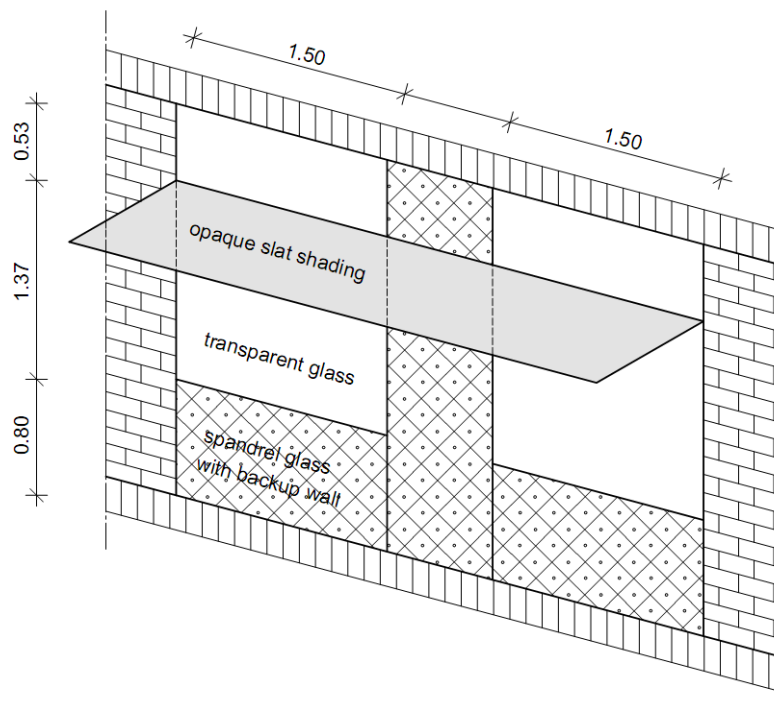 1.50
1.50
0.53
1.37
0.80
opaque slat shading
transparent glass
spandrel glass
with backup wall